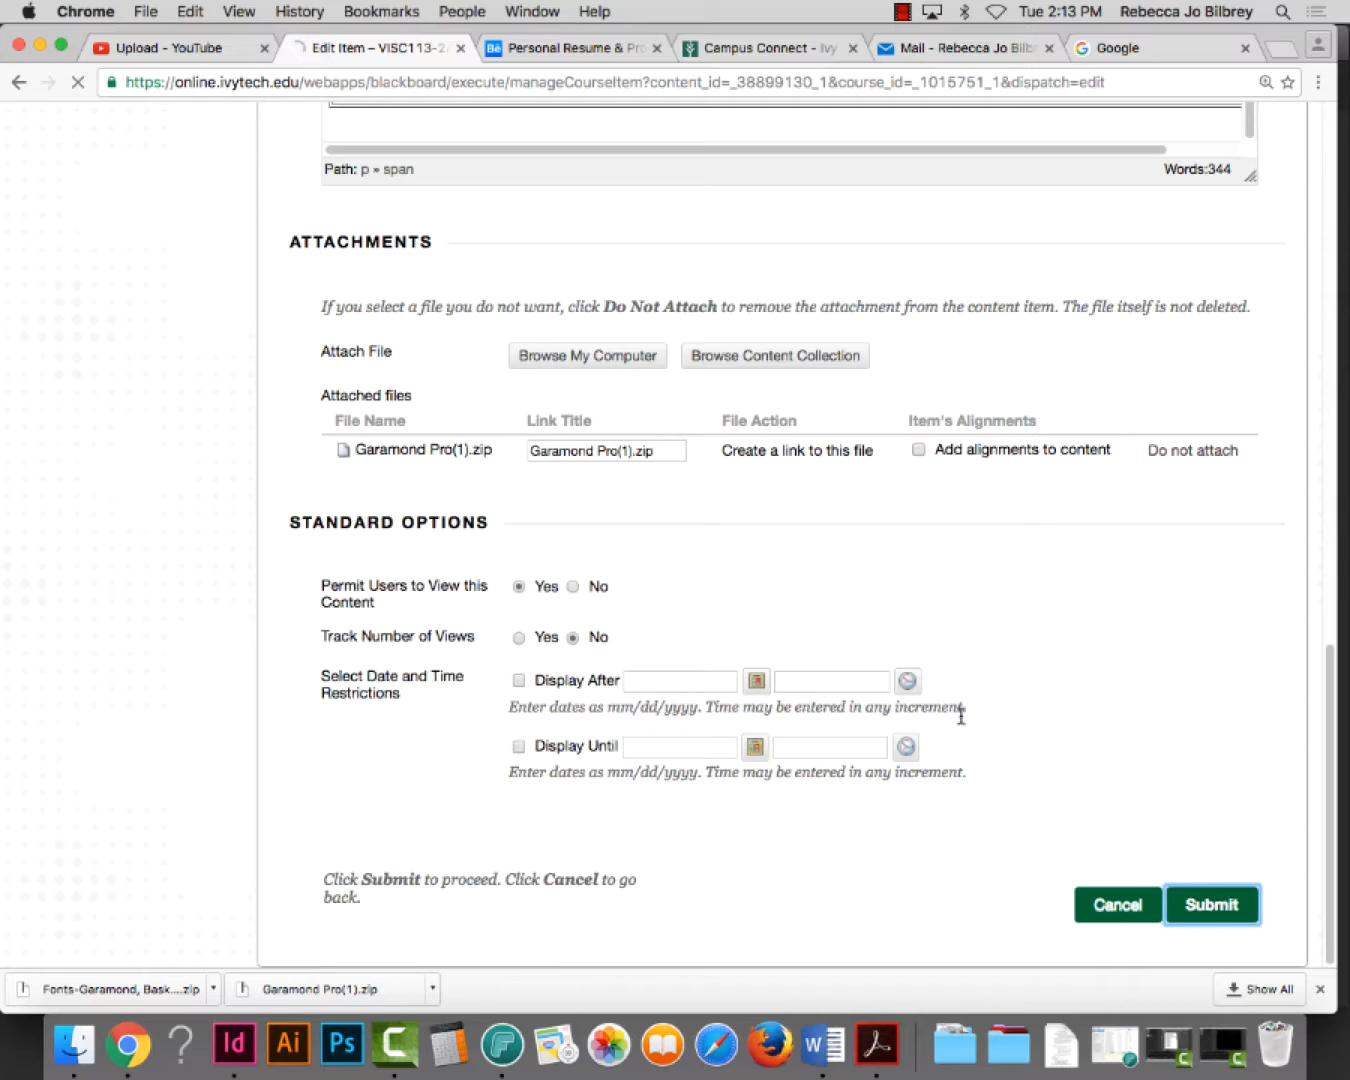 Chrome File Edit View History Bookmarks People Window Help Tue 2:13 PM Rebecca Jo Bilbrey
Upload - YouTube Edit Item – VISC113-2 Personal Resume & Pro Campus Connect - Ivy Mail - Rebecca Jo Bilb Google
https://online.ivytech.edu/webapps/blackboard/execute/manageCourseItem?content_id=_38899130_1&course_id=_1015751_1&dispatch=edit
Path: p » span Words:344
ATTACHMENTS
If you select a file you do not want, click Do Not Attach to remove the attachment from the content item. The file itself is not deleted.
Attach File Browse My Computer Browse Content Collection
Attached files
File Name Link Title File Action Item's Alignments
Garamond Pro(1).zip Garamond Pro(1).zip Create a link to this file Add alignments to content Do not attach
STANDARD OPTIONS
Permit Users to View this Yes No
Content
Track Number of Views Yes No
Select Date and Time Display After
Restrictions
Enter dates as mm/dd/yyyy. Time may be entered in any increment.
Display Until
Enter dates as mm/dd/yyyy. Time may be entered in any increment.
Click Submit to proceed. Click Cancel to go
back.
Cancel Submit
Fonts-Garamond, Bask....zip Garamond Pro(1).zip Show All
Id Ai Ps C W